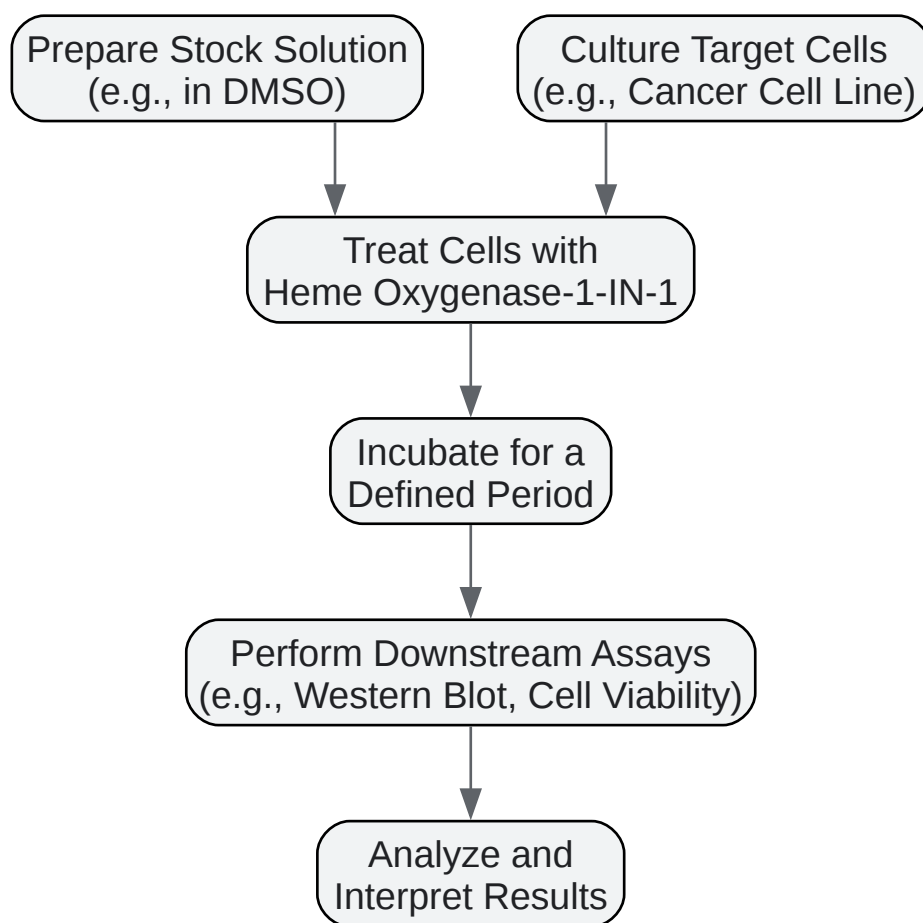 Prepare Stock Solution
(e.g., in DMSO)
Culture Target Cells
(e.g., Cancer Cell Line)
Treat Cells with
Heme Oxygenase-1-IN-1
Incubate for a
Defined Period
Perform Downstream Assays
(e.g., Western Blot, Cell Viability)
Analyze and
Interpret Results